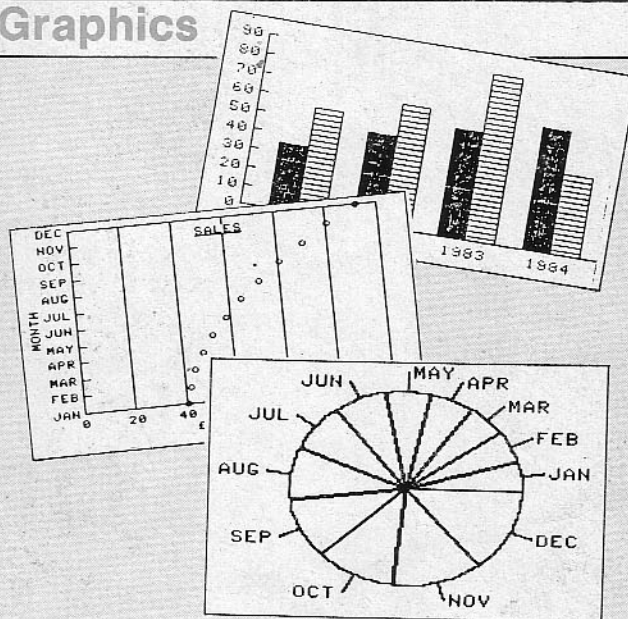 Graphics
90
80
70
60
50
40
30
20
10
0
1983
1984
SALES
MONTH
DEC
NOV
OCT
SEP
AUG
JUL
JUN
MAY
APR
MAR
FEB
JAN
0
20
40
£
MAY
JUN
APR
JUL
MAR
FEB
AUG
JAN
SEP
DEC
OCT
NOV